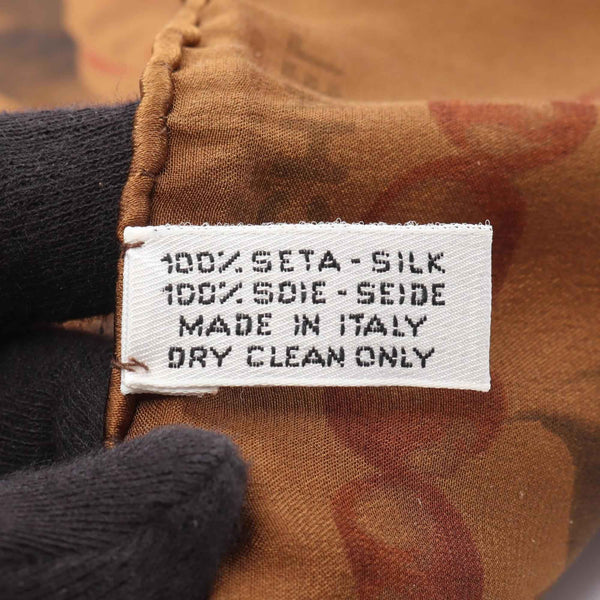 100% SETA - SILK
100% SOIE - SEIDE
MADE IN ITALY
DRY CLEAN ONLY